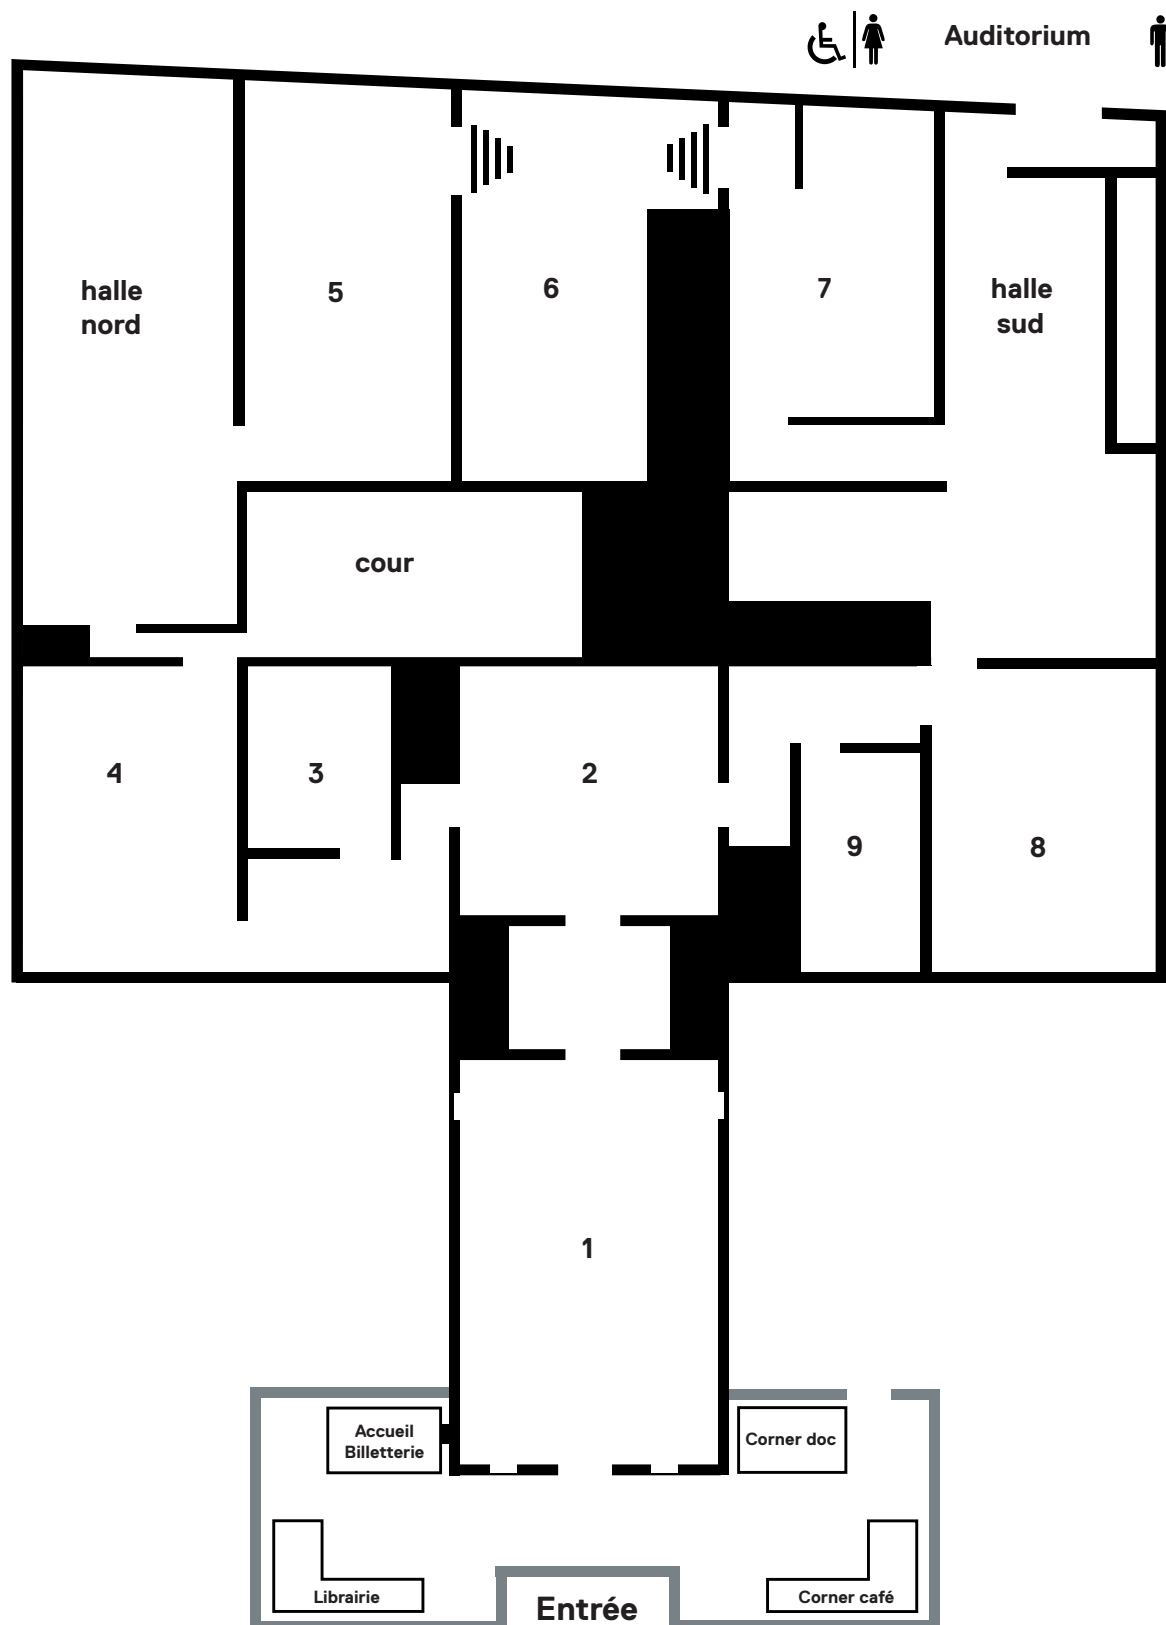 Auditorium
halle
nord
5
6
7
halle
sud
cour
4
3
2
9
8
1
Accueil
Billetterie
Corner doc
Librairie
Corner café
Entrée